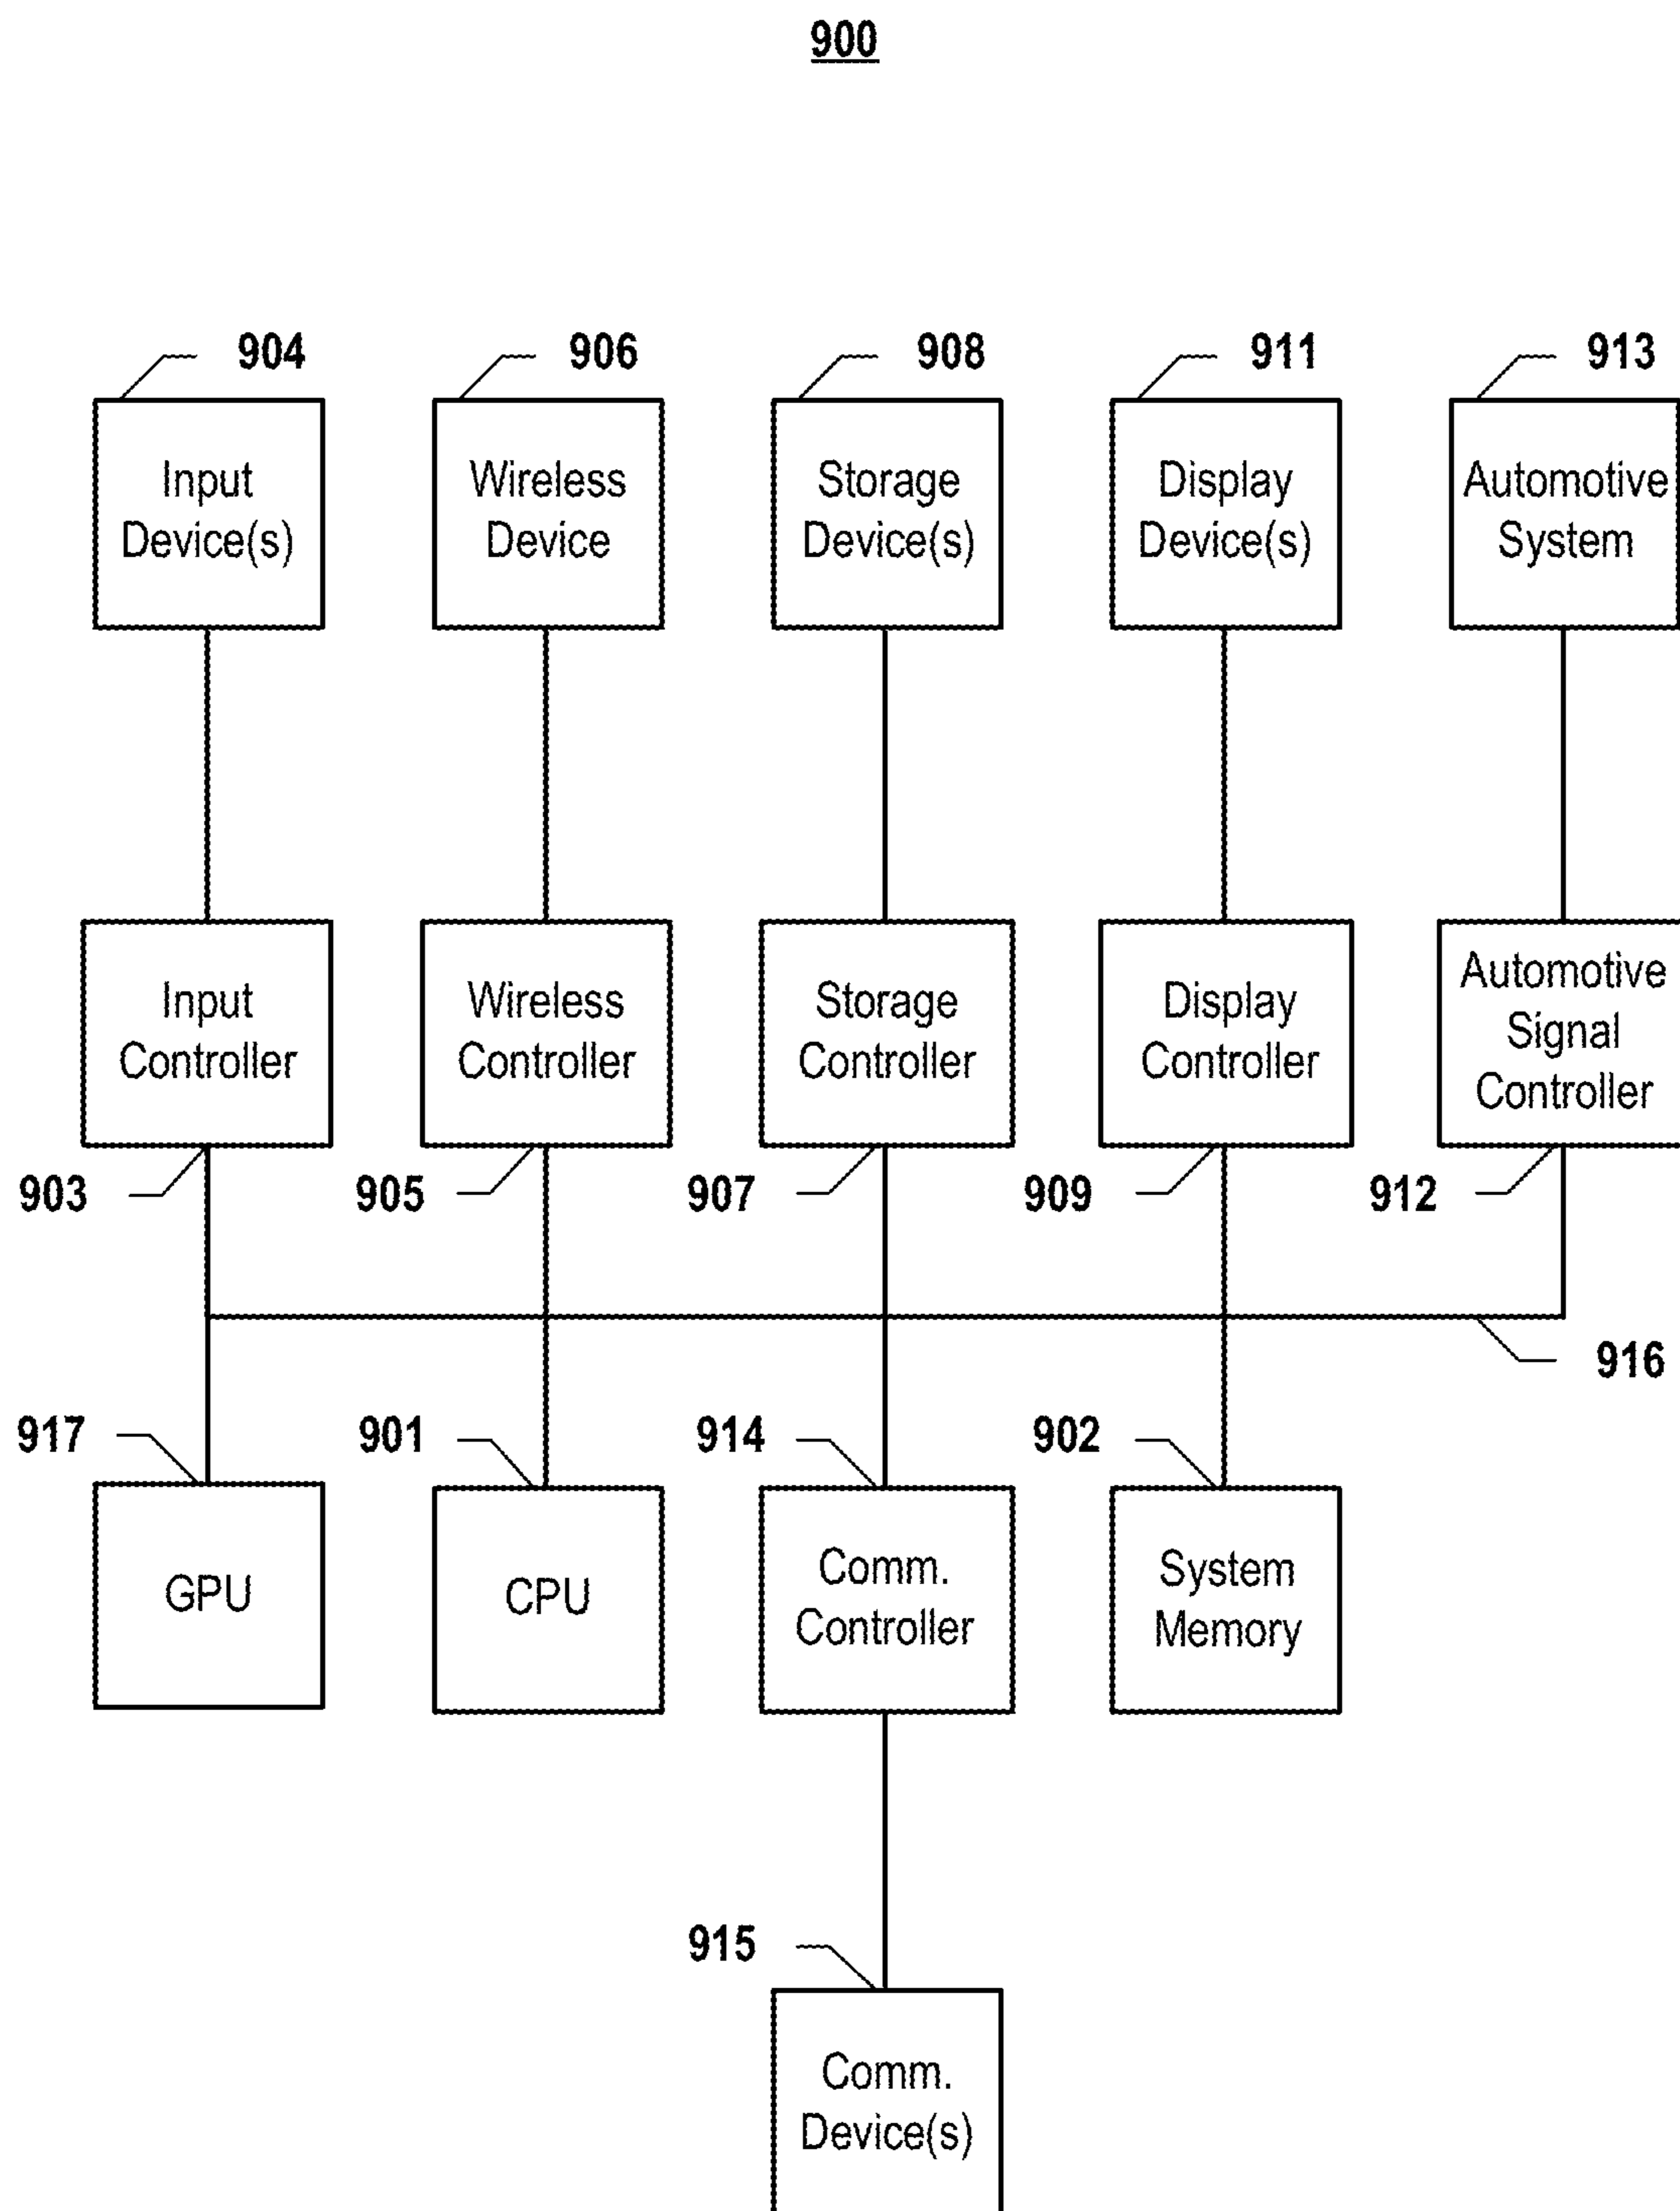 900
904
906
908
911
913
Input
Device(s)
Wireless
Device
Storage
Device(s)
Display
Device(s)
Automotive
System
Input
Controller
Wireless
Controller
Storage
Controller
Display
Controller
Automotive
Signal
Controller
903
905
907
909
912
916
917
901
914
902
GPU
CPU
Comm.
Controller
System
Memory
915
Comm.
Device(s)